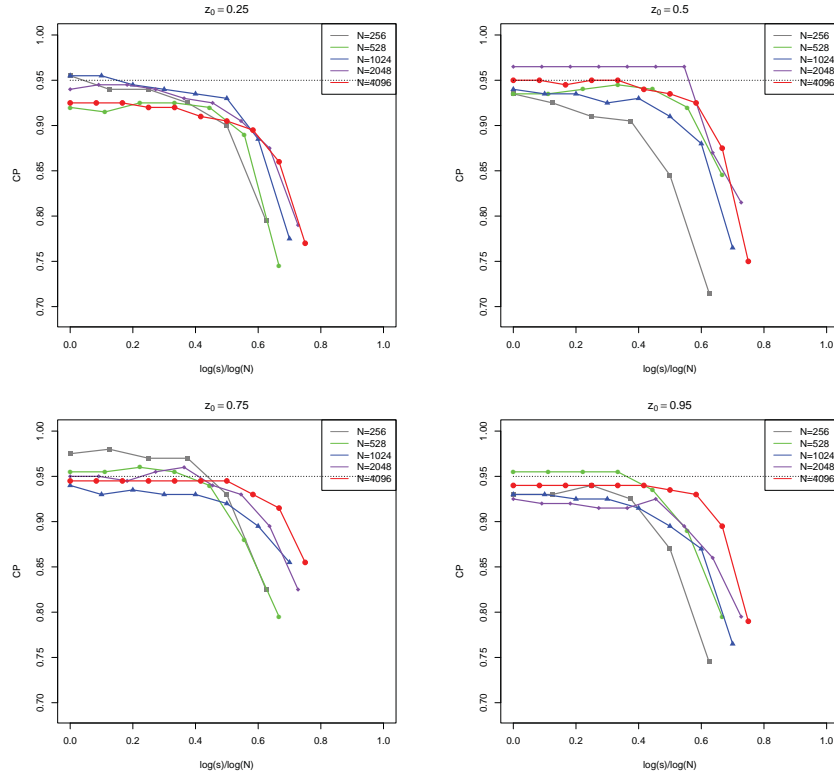 z₀ = 0.25
1.00
0.95
0.90
0.85
0.80
0.75
0.70
CP
N=256
N=528
N=1024
N=2048
N=4096
0.0 0.2 0.4 0.6 0.8 1.0
log(s)/log(N)
z₀ = 0.5
1.00
0.95
0.90
0.85
0.80
0.75
0.70
CP
N=256
N=528
N=1024
N=2048
N=4096
0.0 0.2 0.4 0.6 0.8 1.0
log(s)/log(N)
z₀ = 0.75
1.00
0.95
0.90
0.85
0.80
0.75
0.70
CP
N=256
N=528
N=1024
N=2048
N=4096
0.0 0.2 0.4 0.6 0.8 1.0
log(s)/log(N)
z₀ = 0.95
1.00
0.95
0.90
0.85
0.80
0.75
0.70
CP
N=256
N=528
N=1024
N=2048
N=4096
0.0 0.2 0.4 0.6 0.8 1.0
log(s)/log(N)